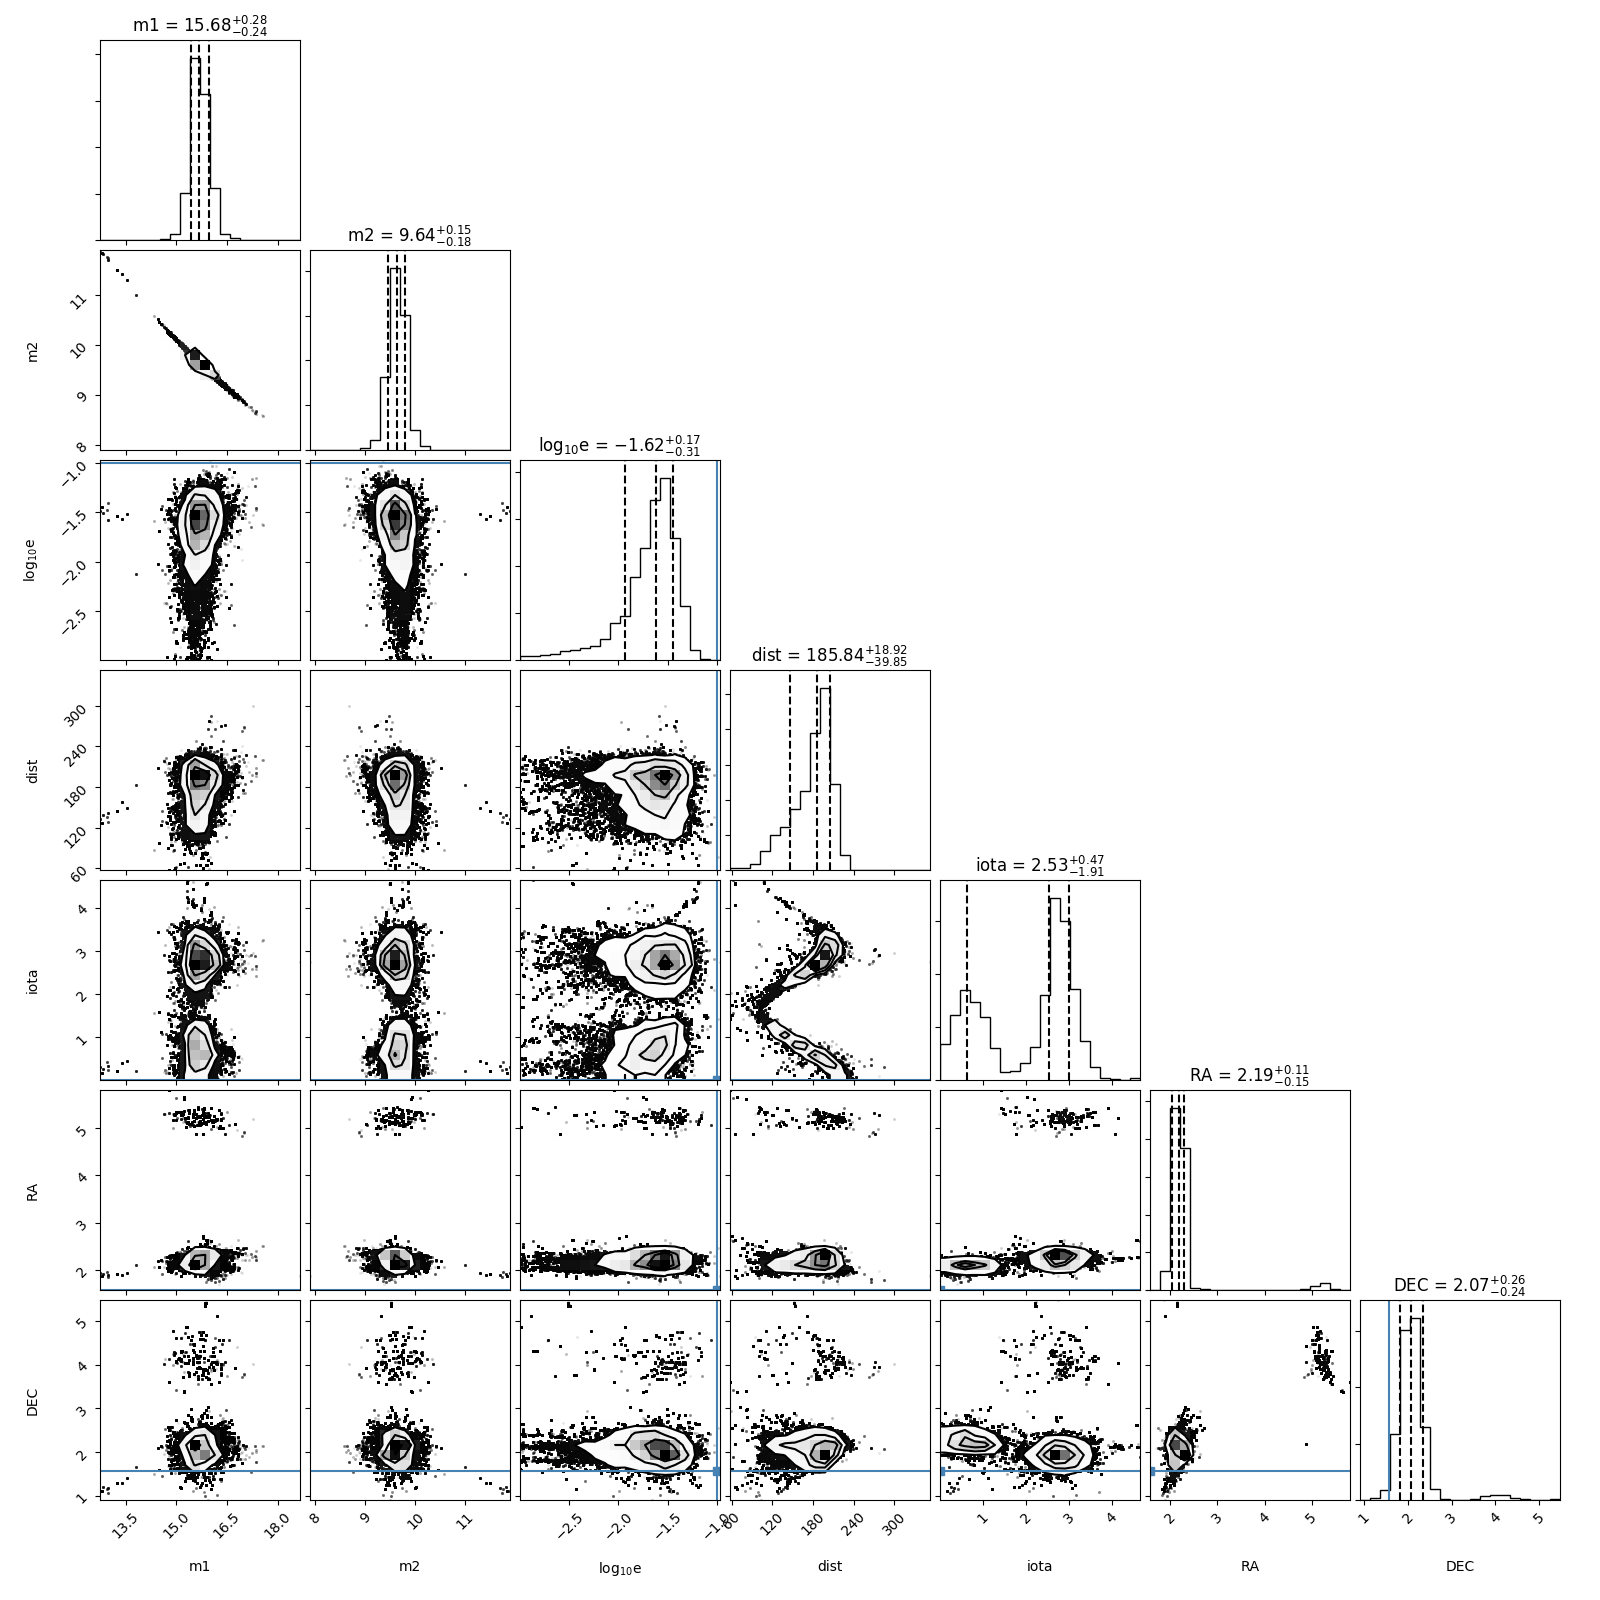 m1 = 15.68+0.28−0.24
m2 = 9.64+0.15−0.18
m2
11
10
9
8
log10e = −1.62+0.17−0.31
log10e
−1.0
−1.5
−2.0
−2.5
dist = 185.84+18.92−39.85
dist
300
240
180
120
60
iota = 2.53+0.47−1.91
iota
4
3
2
1
RA = 2.19+0.11−0.15
RA
5
4
3
2
DEC = 2.07+0.26−0.24
DEC
5
4
3
2
1
13.5 15.0 16.5 18.0 8 9 10 11 −2.5 −2.0 −1.5 −1.0 60 120 180 240 300 1 2 3 4 2 3 4 5 1 2 3 4 5
m1 m2 log10e dist iota RA DEC